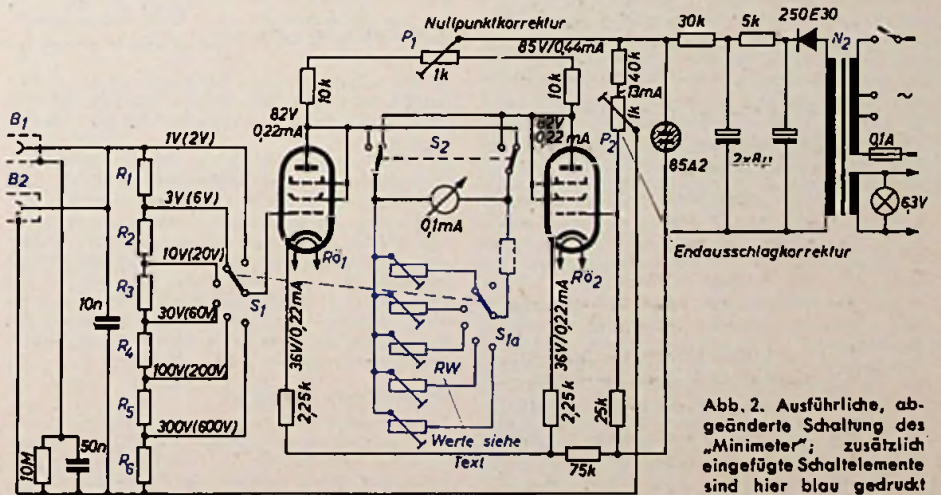 Nullpunktkorrektur
P1
1k
85V/0,44mA
30k
5k
250E30
N2
10k
10k
40k
13mA
1k
P2
82V
0,22mA
82V
0,22mA
B1
B2
1V(2V)
R1
3V(6V)
R2
10V(20V)
R3
30V(60V)
R4
100V(200V)
R5
300V(600V)
R6
10n
S1
S2
0,1mA
85A2
2x8µ
~
0,1A
6,3V
Endausschlagkorrektur
Rö1
Rö2
S1a
RW
36V/0,22mA
36V/0,22mA
2,25k
2,25k
25k
75k
Werte siehe
Text
10M
50n
Abb. 2. Ausführliche, ab-
geänderte Schaltung des
„Minimeter“; zusätzlich
eingefügte Schaltelemente
sind hier blau gedruckt